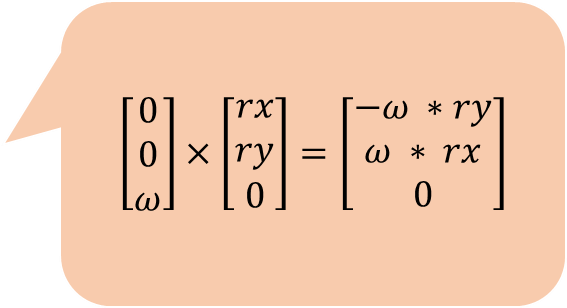 [0 0 ω] × [rx ry 0] = [−ω * ry ω * rx 0]